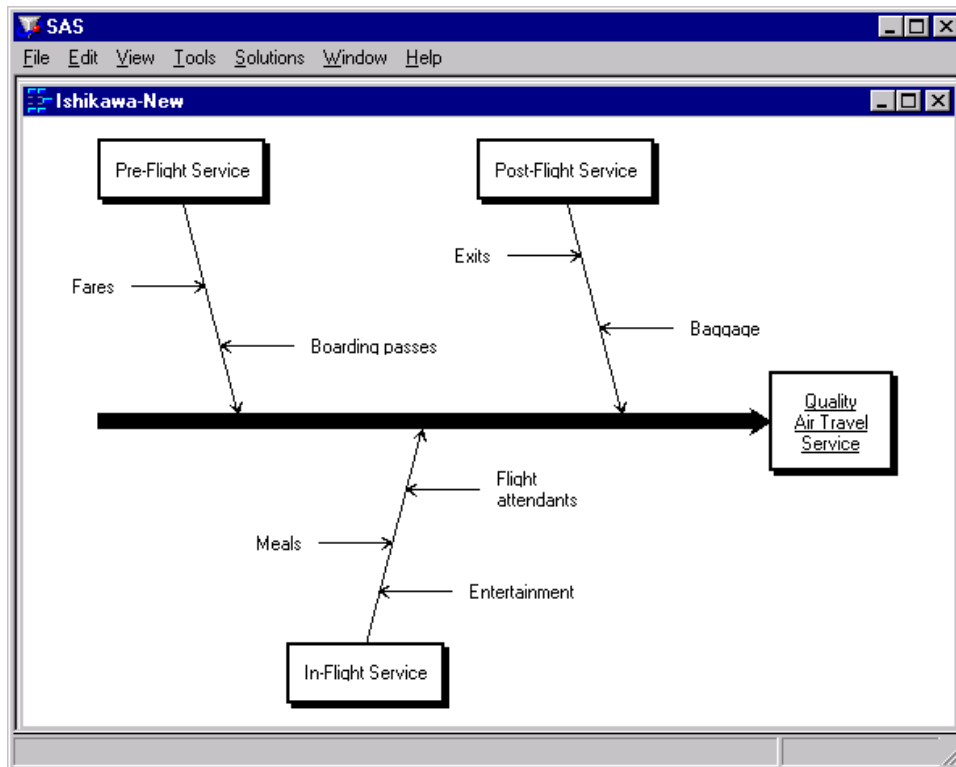 SAS
File Edit View Tools Solutions Window Help
Ishikawa-New
Pre-Flight Service
Post-Flight Service
Exits
Fares
Baggage
Boarding passes
Quality
Air Travel
Service
Flight
attendants
Meals
Entertainment
In-Flight Service